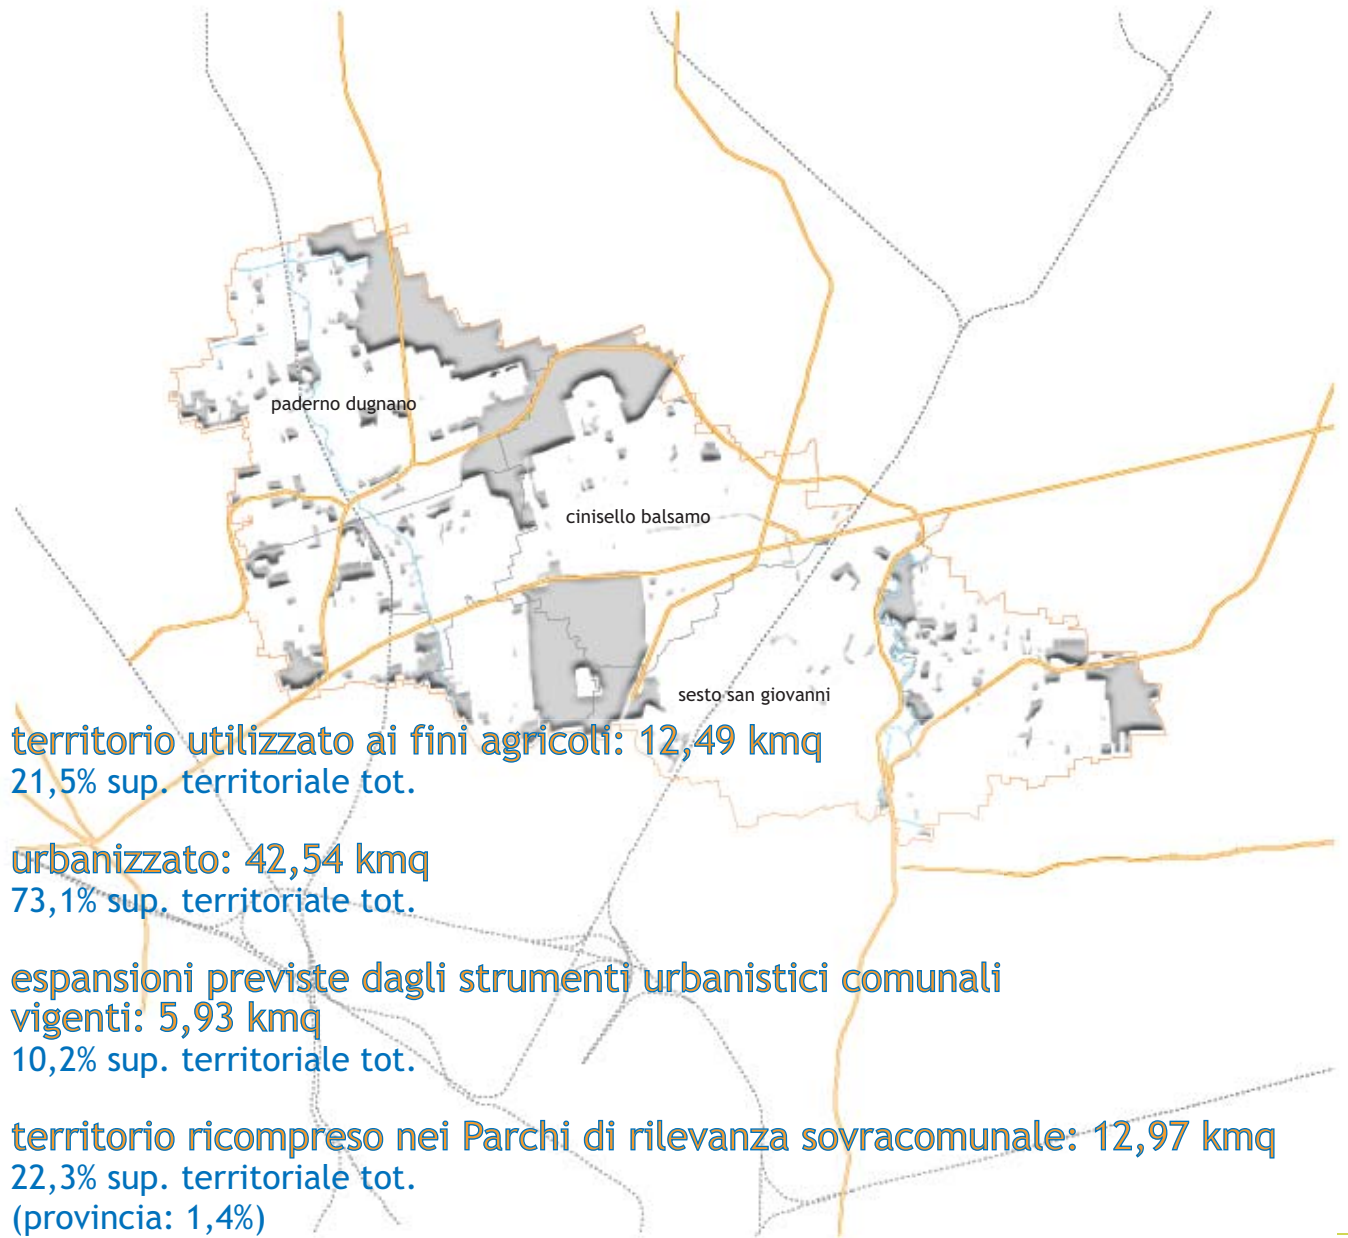 paderno dugnano
cinisello balsamo
sesto san giovanni
territorio utilizzato ai fini agricoli: 12,49 kmq
21,5% sup. territoriale tot.
urbanizzato: 42,54 kmq
73,1% sup. territoriale tot.
espansioni previste dagli strumenti urbanistici comunali
vigenti: 5,93 kmq
10,2% sup. territoriale tot.
territorio ricompreso nei Parchi di rilevanza sovracomunale: 12,97 kmq
22,3% sup. territoriale tot.
(provincia: 1,4%)